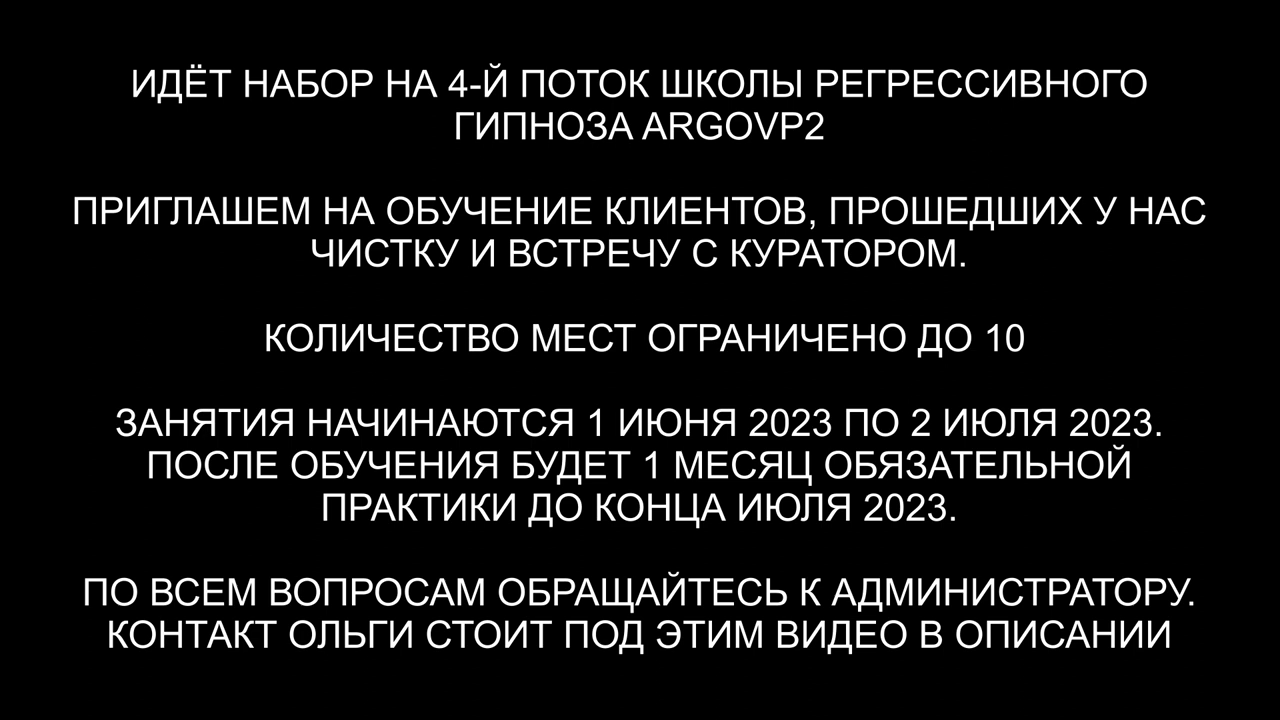 ИДЁТ НАБОР НА 4-Й ПОТОК ШКОЛЫ РЕГРЕССИВНОГО
ГИПНОЗА ARGOVP2
ПРИГЛАШЕМ НА ОБУЧЕНИЕ КЛИЕНТОВ, ПРОШЕДШИХ У НАС
ЧИСТКУ И ВСТРЕЧУ С КУРАТОРОМ.
КОЛИЧЕСТВО МЕСТ ОГРАНИЧЕНО ДО 10
ЗАНЯТИЯ НАЧИНАЮТСЯ 1 ИЮНЯ 2023 ПО 2 ИЮЛЯ 2023.
ПОСЛЕ ОБУЧЕНИЯ БУДЕТ 1 МЕСЯЦ ОБЯЗАТЕЛЬНОЙ
ПРАКТИКИ ДО КОНЦА ИЮЛЯ 2023.
ПО ВСЕМ ВОПРОСАМ ОБРАЩАЙТЕСЬ К АДМИНИСТРАТОРУ.
КОНТАКТ ОЛЬГИ СТОИТ ПОД ЭТИМ ВИДЕО В ОПИСАНИИ